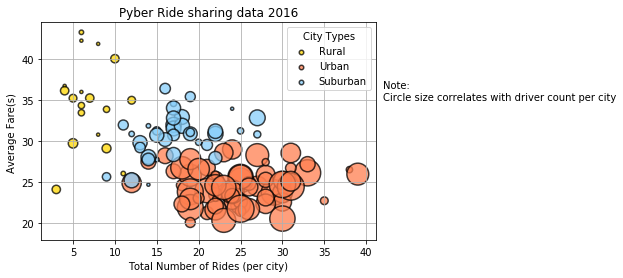 Pyber Ride sharing data 2016
City Types
Rural
Urban
Suburban
Note:
Circle size correlates with driver count per city
Average Fare(s)
40
35
30
25
20
5
10
15
20
25
30
35
40
Total Number of Rides (per city)